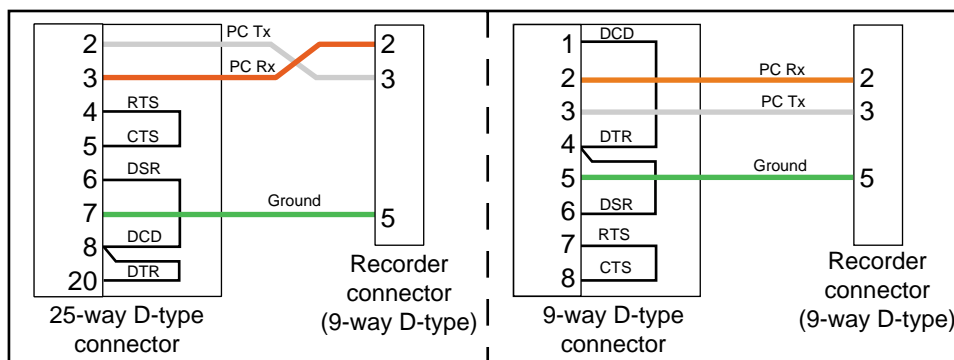 2 PC Tx 2
3 PC Rx 3
4 RTS
5 CTS
6 DSR
7 Ground 5
8 DCD
20 DTR
25-way D-type
connector
Recorder
connector
(9-way D-type)
1 DCD
2 PC Rx 2
3 PC Tx 3
4 DTR
5 Ground 5
6 DSR
7 RTS
8 CTS
9-way D-type
connector
Recorder
connector
(9-way D-type)